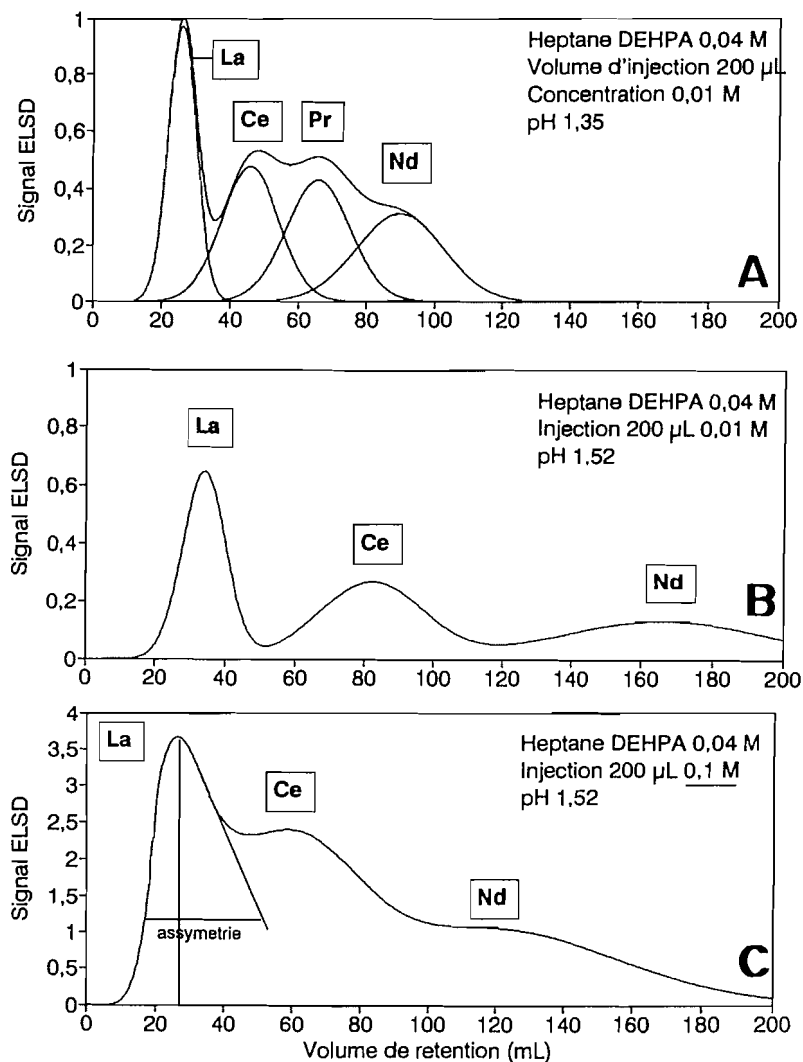 Signal ELSD
1
0,8
0,6
0,4
0,2
0
La
Ce
Pr
Nd
Heptane DEHPA 0,04 M
Volume d'injection 200 µL
Concentration 0,01 M
pH 1,35
A
0 20 40 60 80 100 120 140 160 180 200
Signal ELSD
1
0,8
0,6
0,4
0,2
0
La
Ce
Nd
Heptane DEHPA 0,04 M
Injection 200 µL 0,01 M
pH 1,52
B
0 20 40 60 80 100 120 140 160 180 200
Signal ELSD
4
3,5
3
2,5
2
1,5
1
0,5
0
La
Ce
Nd
assymetrie
Heptane DEHPA 0,04 M
Injection 200 µL 0,1 M
pH 1,52
C
0 20 40 60 80 100 120 140 160 180 200
Volume de retention (mL)